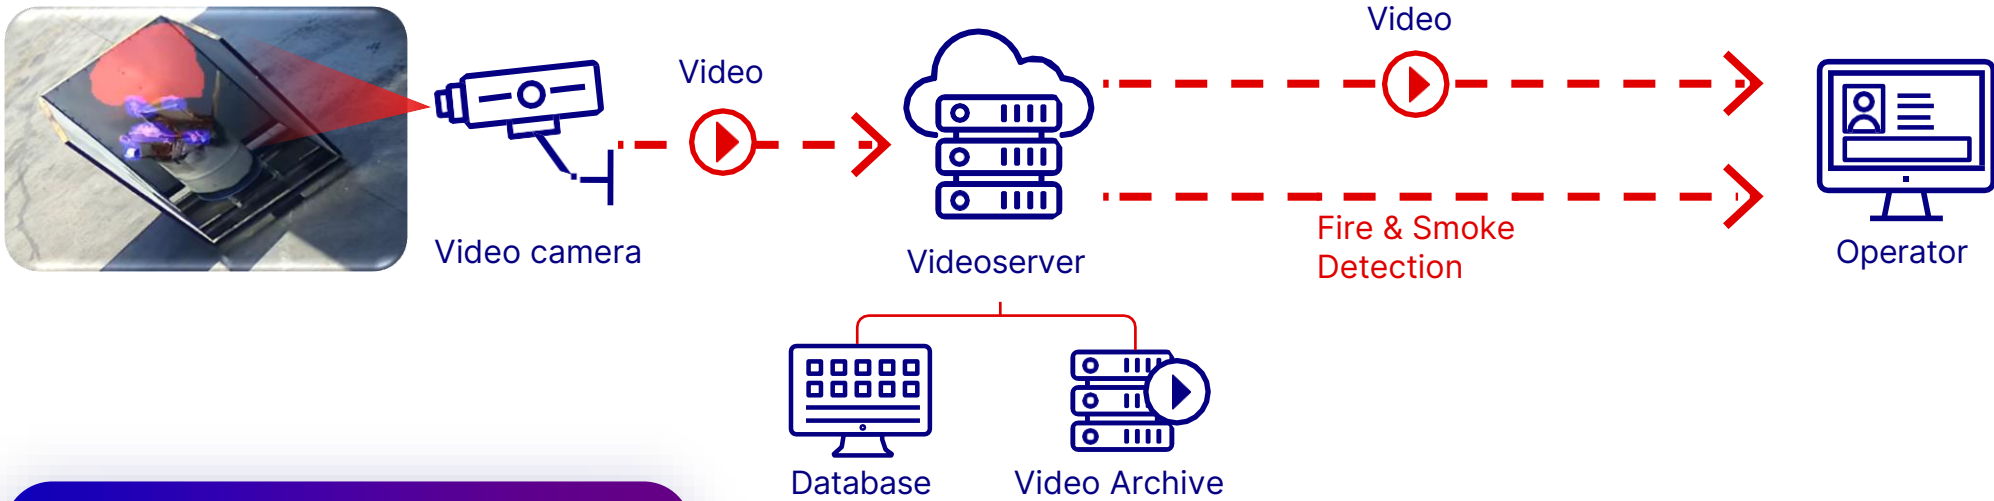 Video
Video
Video camera
Videoserver
Fire & Smoke
Detection
Operator
Database
Video Archive